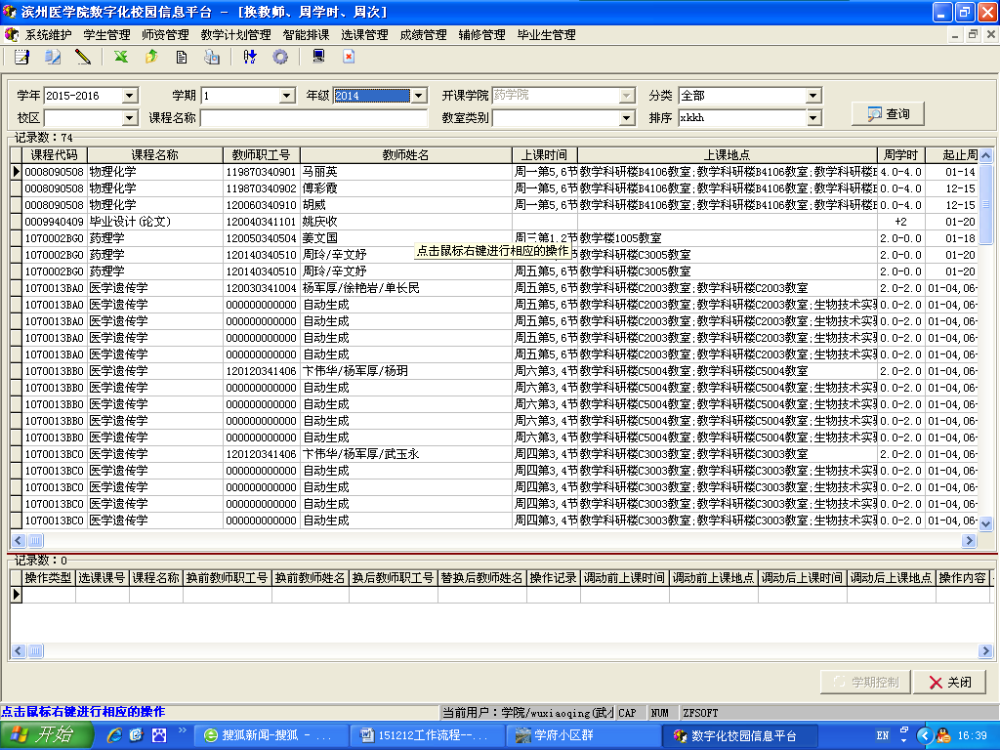 滨州医学院数字化校园信息平台 - [换教师、周学时、周次]
系统维护 学生管理 师资管理 教学计划管理 智能排课 选课管理 成绩管理 辅修管理 毕业生管理
学年 2015-2016 学期 1 年级 2014 开课学院 药学院 分类 全部
校区 课程名称 教室类别 排序 xkkh 查询
记录数：74
课程代码 课程名称 教师职工号 教师姓名 上课时间 上课地点 周学时 起止周
0008090508 物理化学 119870340901 马丽英 周一第5,6节 教学科研楼B4106教室;教学科研楼B4106教室;教学科研楼B 4.0-4.0 01-14
0008090508 物理化学 119870340902 傅彩霞 周一第5,6节 教学科研楼B4106教室;教学科研楼B4106教室;教学科研楼B 0.0-4.0 12-15
0008090508 物理化学 120060340910 胡威 周一第5,6节 教学科研楼B4106教室;教学科研楼B4106教室;教学科研楼B 0.0-4.0 12-15
0009940409 毕业设计(论文) 120040341101 姚庆收 +2 01-20
1070002BG0 药理学 120050340504 姜文国 周三第1,2节 教学楼1005教室 2.0-0.0 01-18
点击鼠标右键进行相应的操作
1070002BG0 药理学 120140340510 周玲/辛文妤 教学科研楼C3005教室 2.0-0.0 01-20
1070002BG0 药理学 120140340510 周玲/辛文妤 周五第5,6节 教学科研楼C3005教室 2.0-0.0 01-20
1070013BA0 医学遗传学 120030341004 杨军厚/徐艳岩/单长民 周五第5,6节 教学科研楼C2003教室;教学科研楼C2003教室 2.0-2.0 01-04,06-
1070013BA0 医学遗传学 000000000000 自动生成 周五第5,6节 教学科研楼C2003教室;教学科研楼C2003教室;生物技术实 0.0-2.0 01-04,06-
1070013BA0 医学遗传学 000000000000 自动生成 周五第5,6节 教学科研楼C2003教室;教学科研楼C2003教室;生物技术实 0.0-2.0 01-04,06-
1070013BA0 医学遗传学 000000000000 自动生成 周五第5,6节 教学科研楼C2003教室;教学科研楼C2003教室;生物技术实 0.0-2.0 01-04,06-
1070013BA0 医学遗传学 000000000000 自动生成 周五第5,6节 教学科研楼C2003教室;教学科研楼C2003教室;生物技术实 0.0-2.0 01-04,06-
1070013BB0 医学遗传学 120120341406 卞伟华/杨军厚/杨玥 周六第3,4节 教学科研楼C5004教室;教学科研楼C5004教室 2.0-2.0 01-04,06-
1070013BB0 医学遗传学 000000000000 自动生成 周六第3,4节 教学科研楼C5004教室;教学科研楼C5004教室;生物技术实 0.0-2.0 01-04,06-
1070013BB0 医学遗传学 000000000000 自动生成 周六第3,4节 教学科研楼C5004教室;教学科研楼C5004教室;生物技术实 0.0-2.0 01-04,06-
1070013BB0 医学遗传学 000000000000 自动生成 周六第3,4节 教学科研楼C5004教室;教学科研楼C5004教室;生物技术实 0.0-2.0 01-04,06-
1070013BB0 医学遗传学 000000000000 自动生成 周六第3,4节 教学科研楼C5004教室;教学科研楼C5004教室;生物技术实 0.0-2.0 01-04,06-
1070013BC0 医学遗传学 120120341406 卞伟华/杨军厚/武玉永 周四第3,4节 教学科研楼C3003教室;教学科研楼C3003教室 2.0-2.0 01-04,06-
1070013BC0 医学遗传学 000000000000 自动生成 周四第3,4节 教学科研楼C3003教室;教学科研楼C3003教室;生物技术实 0.0-2.0 01-04,06-
1070013BC0 医学遗传学 000000000000 自动生成 周四第3,4节 教学科研楼C3003教室;教学科研楼C3003教室;生物技术实 0.0-2.0 01-04,06-
1070013BC0 医学遗传学 000000000000 自动生成 周四第3,4节 教学科研楼C3003教室;教学科研楼C3003教室;生物技术实 0.0-2.0 01-04,06-
1070013BC0 医学遗传学 000000000000 自动生成 周四第3,4节 教学科研楼C3003教室;教学科研楼C3003教室;生物技术实 0.0-2.0 01-04,06-
记录数：0
操作类型 选课课号 课程名称 换前教师职工号 换前教师姓名 换后教师职工号 替换后教师姓名 操作记录 调动前上课时间 调动前上课地点 调动后上课时间 调动后上课地点 操作内容
学期控制 关闭
点击鼠标右键进行相应的操作 当前用户：学院/wuxiaoqing(武小 CAP NUM ZFSOFT
开始 搜狐新闻-搜狐 - ... 151212工作流程--... 学府小区群 数字化校园信息平台 EN 16:39